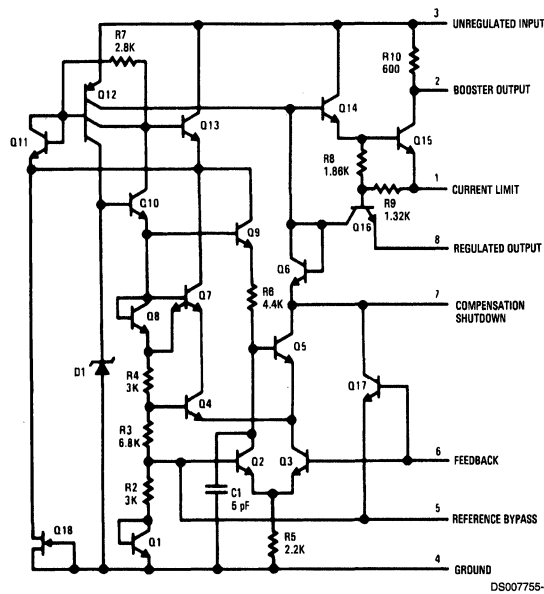 3 UNREGULATED INPUT
R7
2.8K
R10
600
Q12
2 BOOSTER OUTPUT
Q14
Q13
Q15
Q11
R8
1.88K
1 CURRENT LIMIT
R9
1.32K
Q10
Q16
8 REGULATED OUTPUT
Q9
Q6
7 COMPENSATION
SHUTDOWN
R6
4.4K
Q7
Q8
Q5
D1
R4
3K
Q17
Q4
R3
6.8K
6 FEEDBACK
Q2
Q3
R2
3K
C1
5 pF
5 REFERENCE BYPASS
Q18
Q1
R5
2.2K
4 GROUND
DS007755-